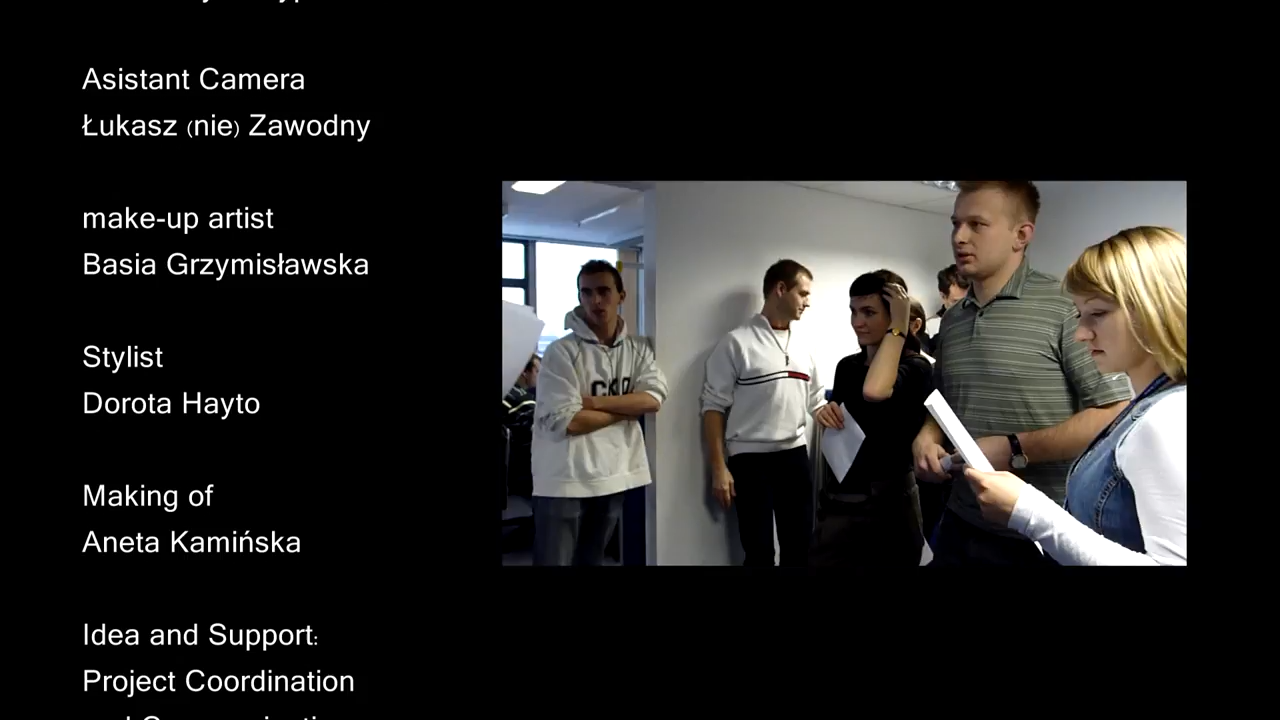 Asistant Camera
Łukasz (nie) Zawodny
make-up artist
Basia Grzymisławska
Stylist
Dorota Hayto
Making of
Aneta Kamińska
Idea and Support:
Project Coordination